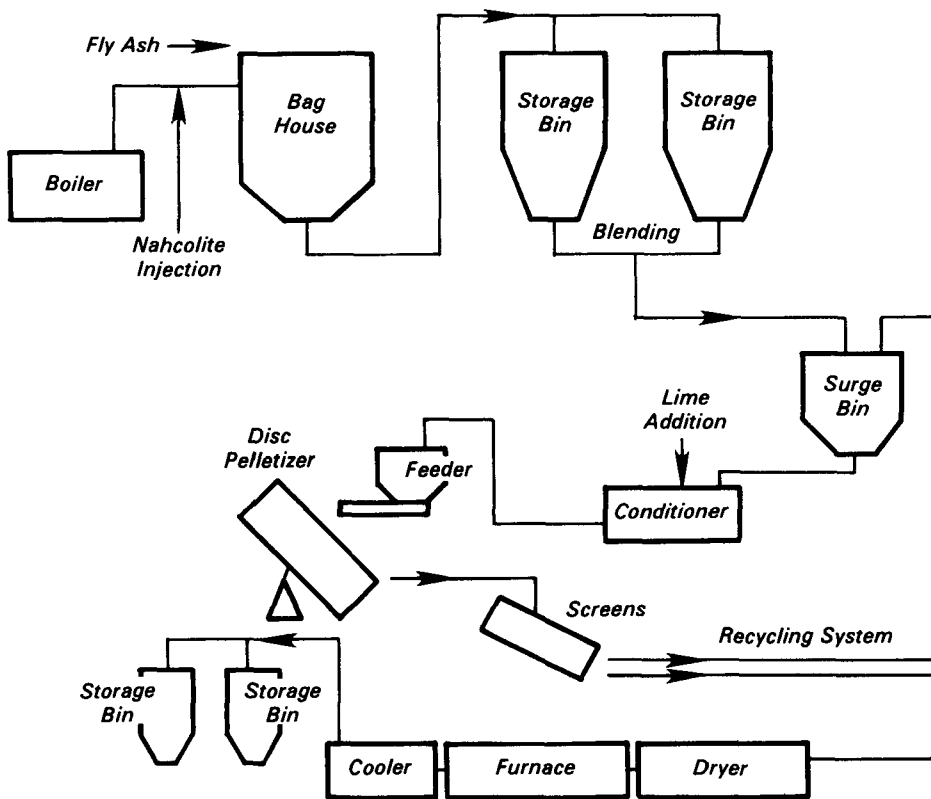 Fly Ash
Bag
House
Storage
Bin
Storage
Bin
Boiler
Nahcolite
Injection
Blending
Surge
Bin
Lime
Addition
Disc
Pelletizer
Feeder
Conditioner
Screens
Recycling System
Storage
Bin
Storage
Bin
Cooler
Furnace
Dryer